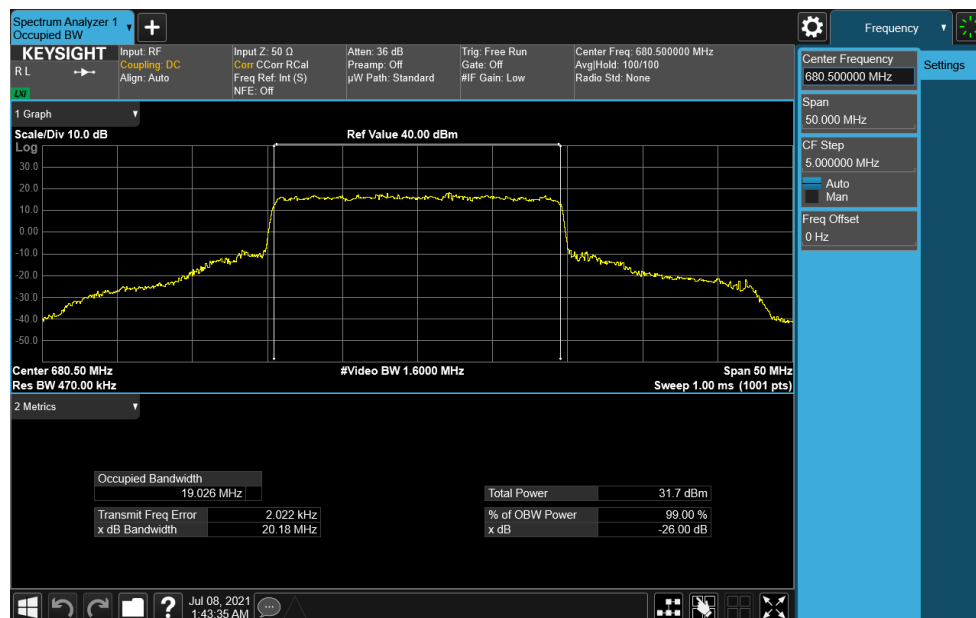 Spectrum Analyzer 1
Occupied BW
Frequency
KEYSIGHT
R L
LXI
Input: RF
Coupling: DC
Align: Auto
Input Z: 50 Ω
Corr CCorr RCal
Freq Ref: Int (S)
NFE: Off
Atten: 36 dB
Preamp: Off
µW Path: Standard
Trig: Free Run
Gate: Off
#IF Gain: Low
Center Freq: 680.500000 MHz
Avg|Hold: 100/100
Radio Std: None
Center Frequency
680.500000 MHz
Settings
Span
50.000 MHz
CF Step
5.000000 MHz
Auto
Man
Freq Offset
0 Hz
1 Graph
Scale/Div 10.0 dB
Ref Value 40.00 dBm
Log
30.0
20.0
10.0
0.00
-10.0
-20.0
-30.0
-40.0
-50.0
Center 680.50 MHz
#Video BW 1.6000 MHz
Span 50 MHz
Res BW 470.00 kHz
Sweep 1.00 ms (1001 pts)
2 Metrics
Occupied Bandwidth
19.026 MHz
Total Power 31.7 dBm
Transmit Freq Error 2.022 kHz
% of OBW Power 99.00 %
x dB Bandwidth 20.18 MHz
x dB -26.00 dB
?
Jul 08, 2021
1:43:35 AM